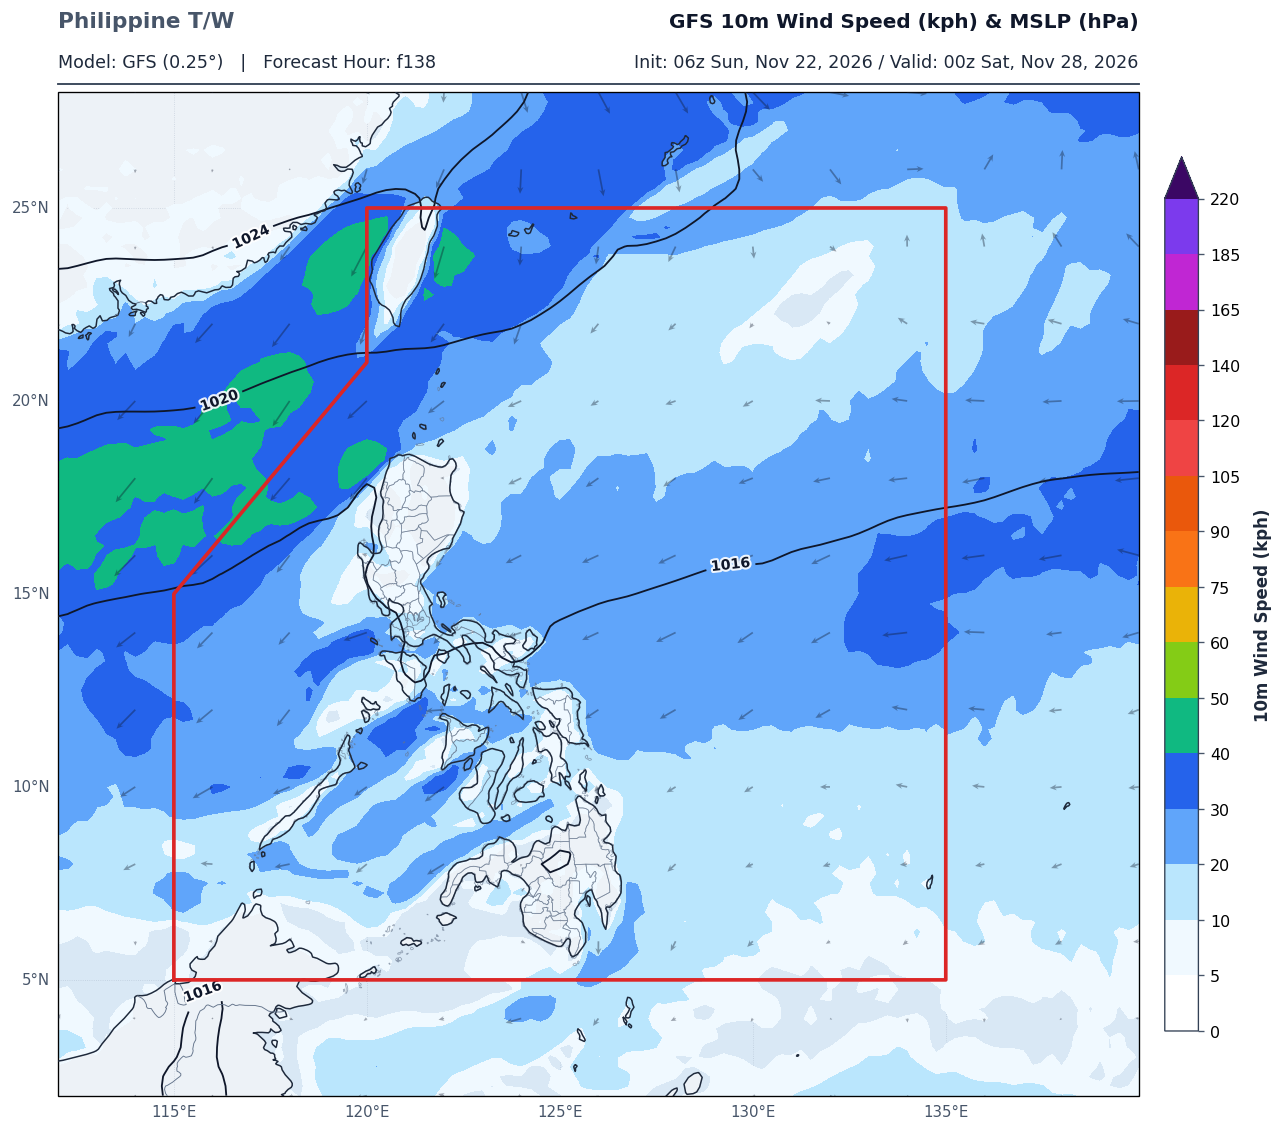 Philippine T/W
GFS 10m Wind Speed (kph) & MSLP (hPa)
Model: GFS (0.25°) | Forecast Hour: f138
Init: 06z Sun, Nov 22, 2026 / Valid: 00z Sat, Nov 28, 2026
25°N
20°N
15°N
10°N
5°N
1024
1020
1016
1016
115°E
120°E
125°E
130°E
135°E
220
185
165
140
120
105
90
75
60
50
40
30
20
10
5
0
10m Wind Speed (kph)